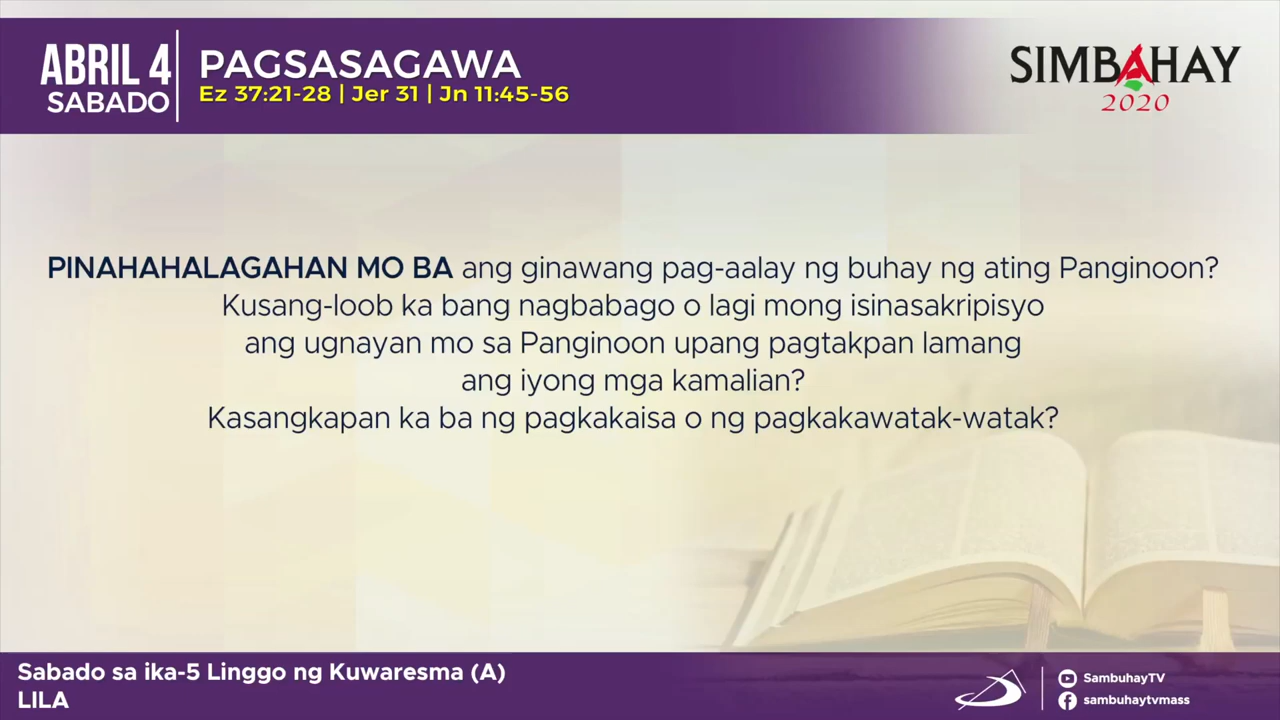 ABRIL 4
SABADO
PAGSASAGAWA
Ez 37:21-28 | Jer 31 | Jn 11:45-56
SIMBAHAY
2020
PINAHAHALAGAHAN MO BA ang ginawang pag-aalay ng buhay ng ating Panginoon?
Kusang-loob ka bang nagbabago o lagi mong isinasakripisyo
ang ugnayan mo sa Panginoon upang pagtakpan lamang
ang iyong mga kamalian?
Kasangkapan ka ba ng pagkakaisa o ng pagkakawatak-watak?
Sabado sa ika-5 Linggo ng Kuwaresma (A)
LILA
SambuhayTV
sambuhaytvmass